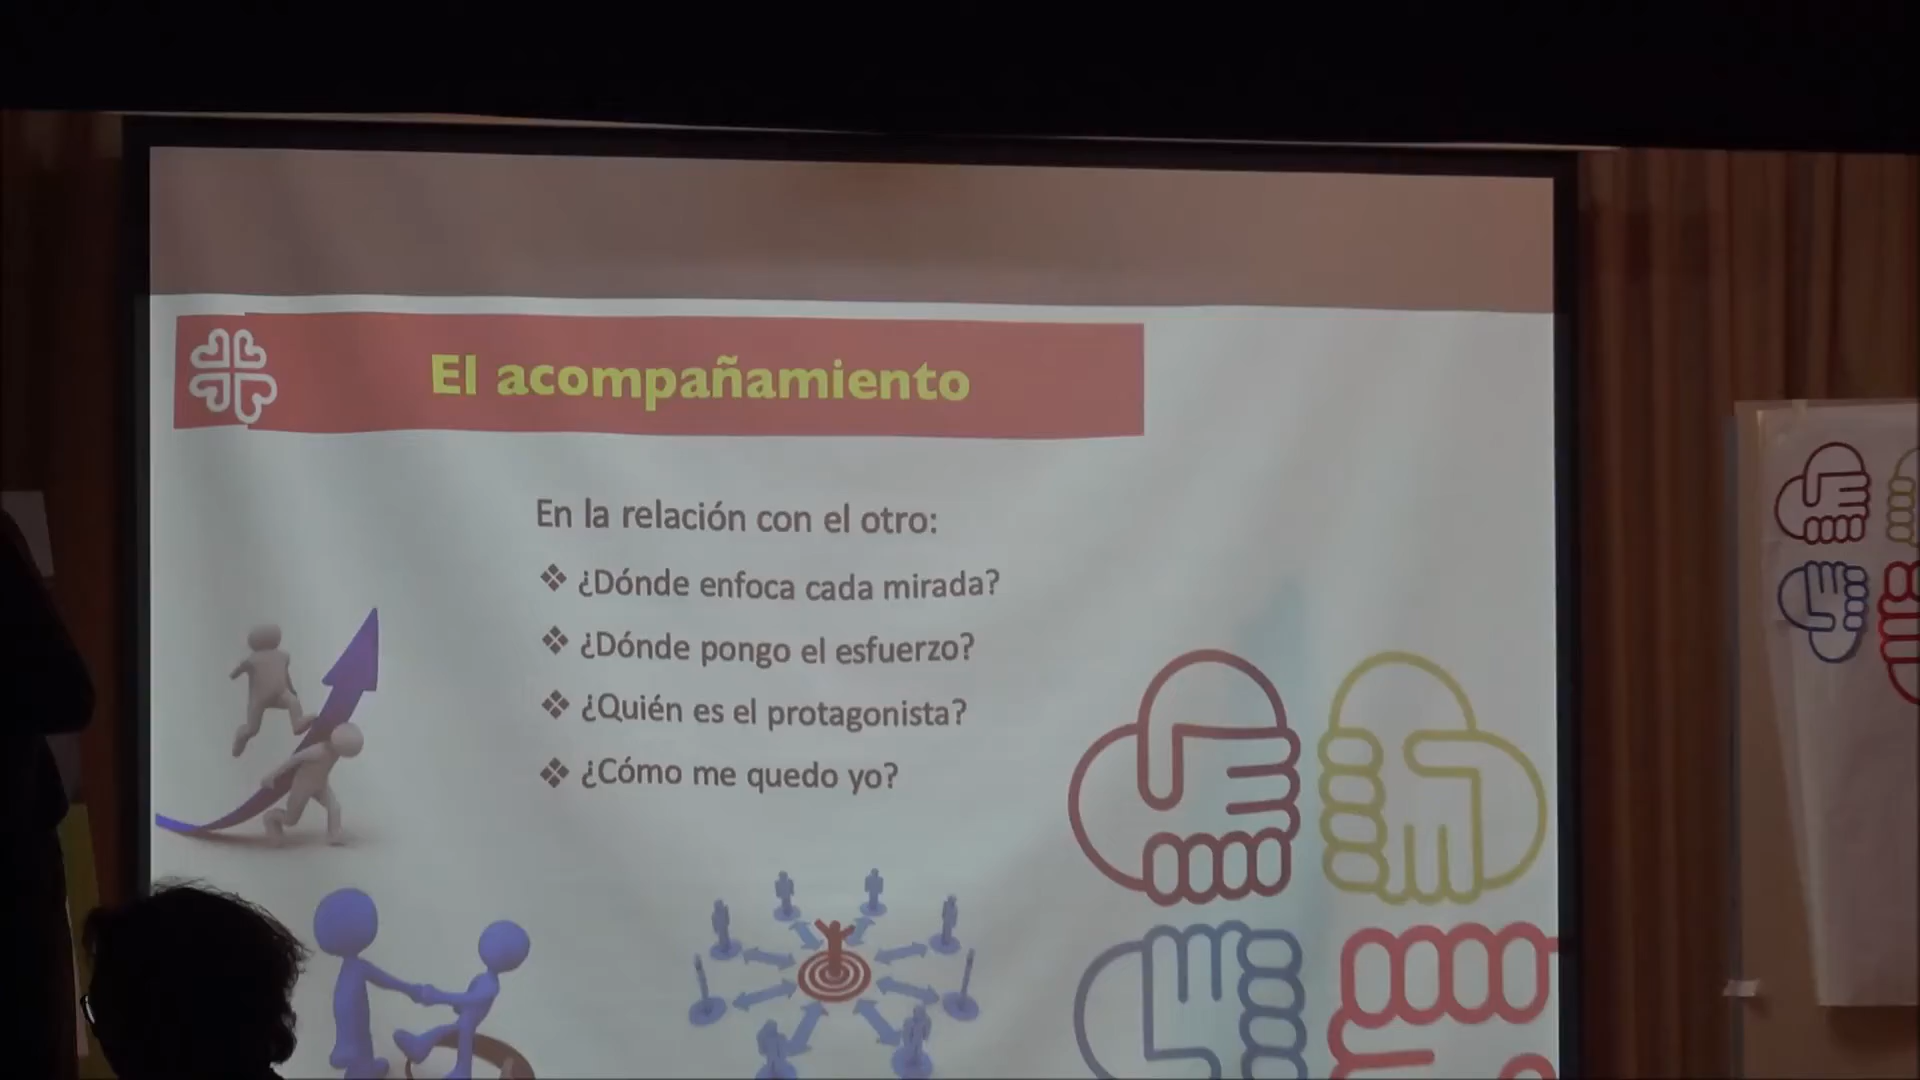 El acompañamiento
En la relación con el otro:
❖ ¿Dónde enfoca cada mirada?
❖ ¿Dónde pongo el esfuerzo?
❖ ¿Quién es el protagonista?
❖ ¿Cómo me quedo yo?